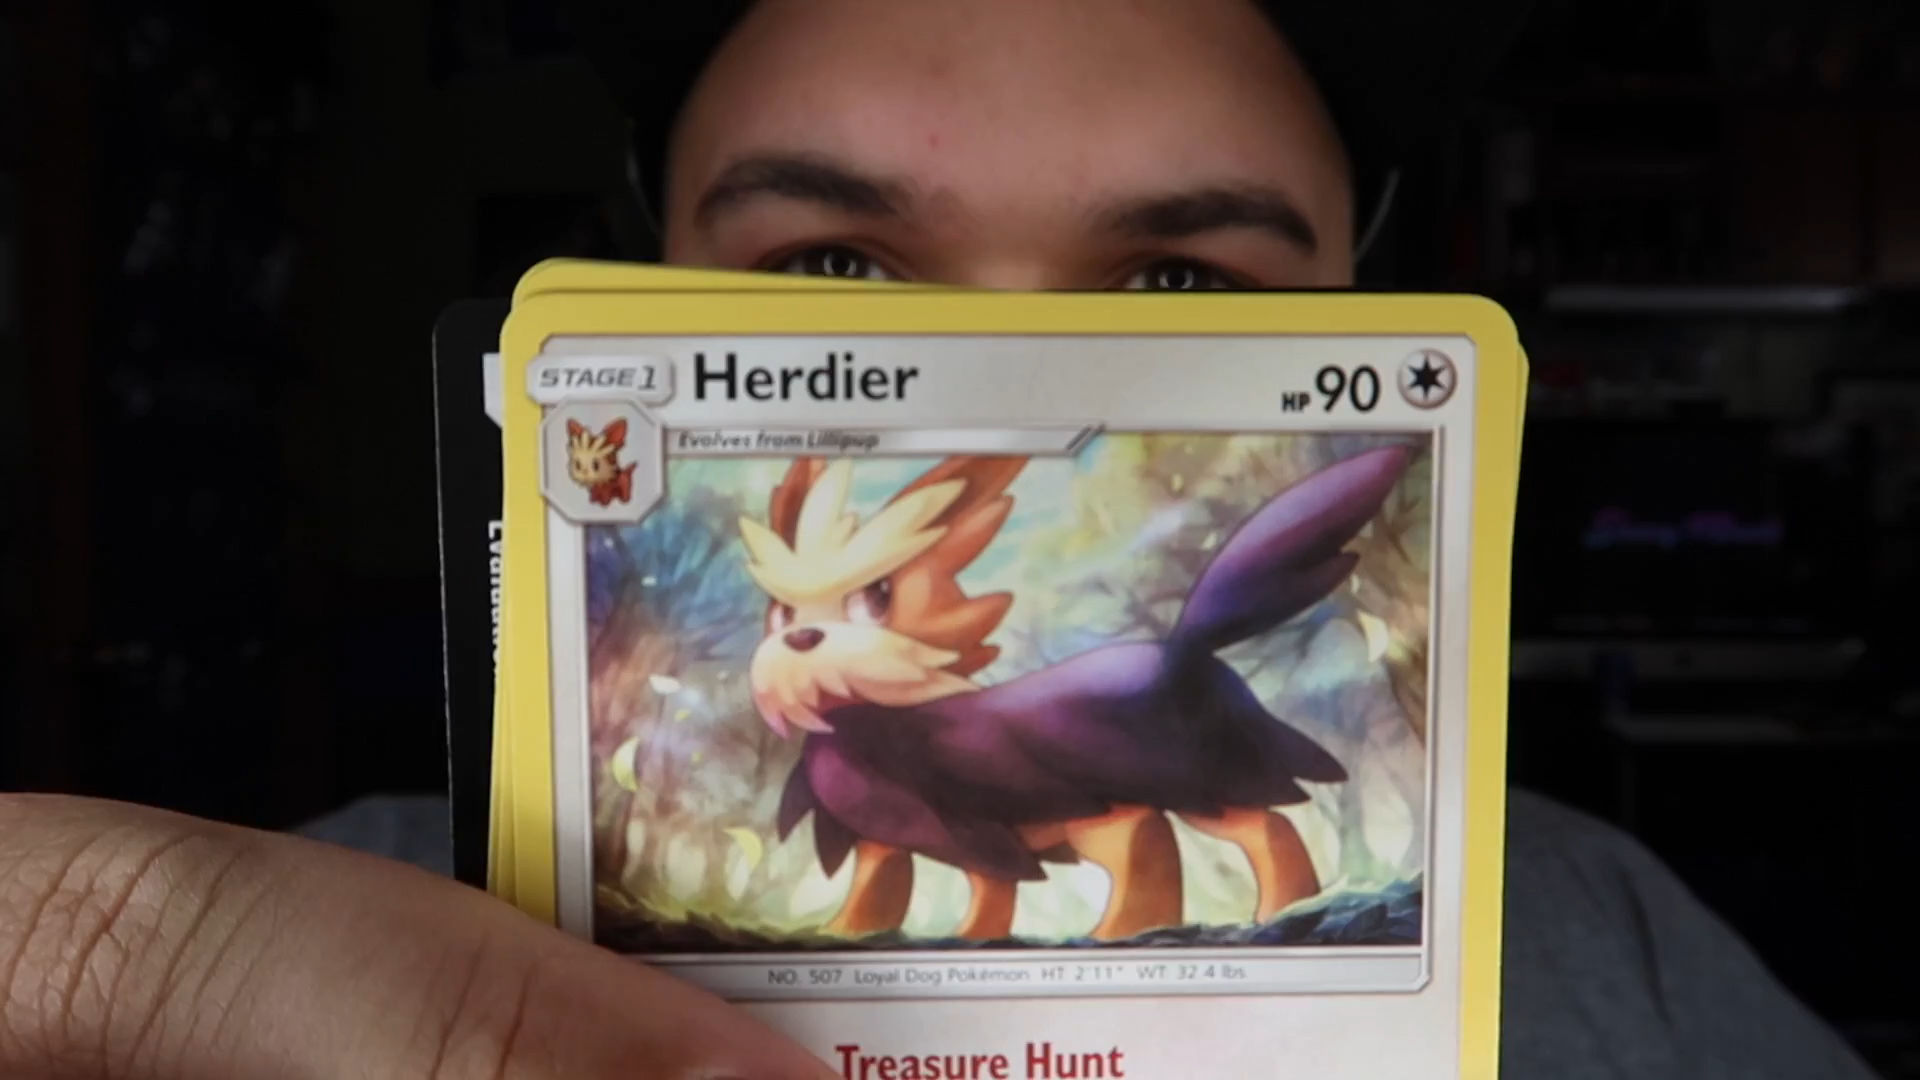 STAGE 1 Herdier HP 90
Evolves from Lillipup
NO. 507 Loyal Dog Pokémon HT 2'11" WT 32.4 lbs.
Treasure Hunt